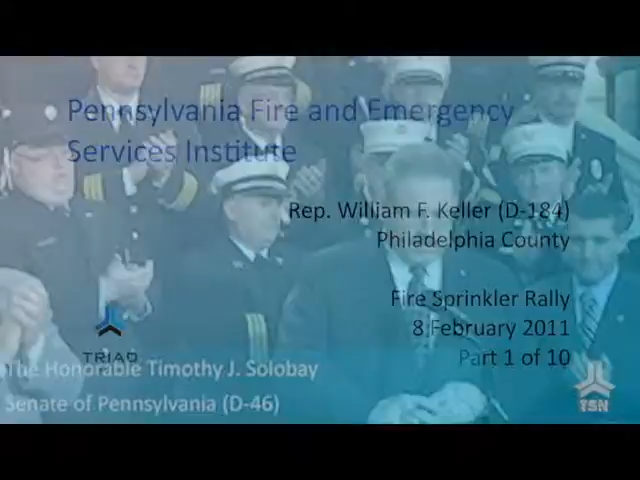 Pennsylvania Fire and Emergency
Services Institute
Rep. William F. Keller (D-184)
Philadelphia County
Fire Sprinkler Rally
8 February 2011
Part 1 of 10
TRIAD
The Honorable Timothy J. Solobay
Senate of Pennsylvania (D-46)
TSN